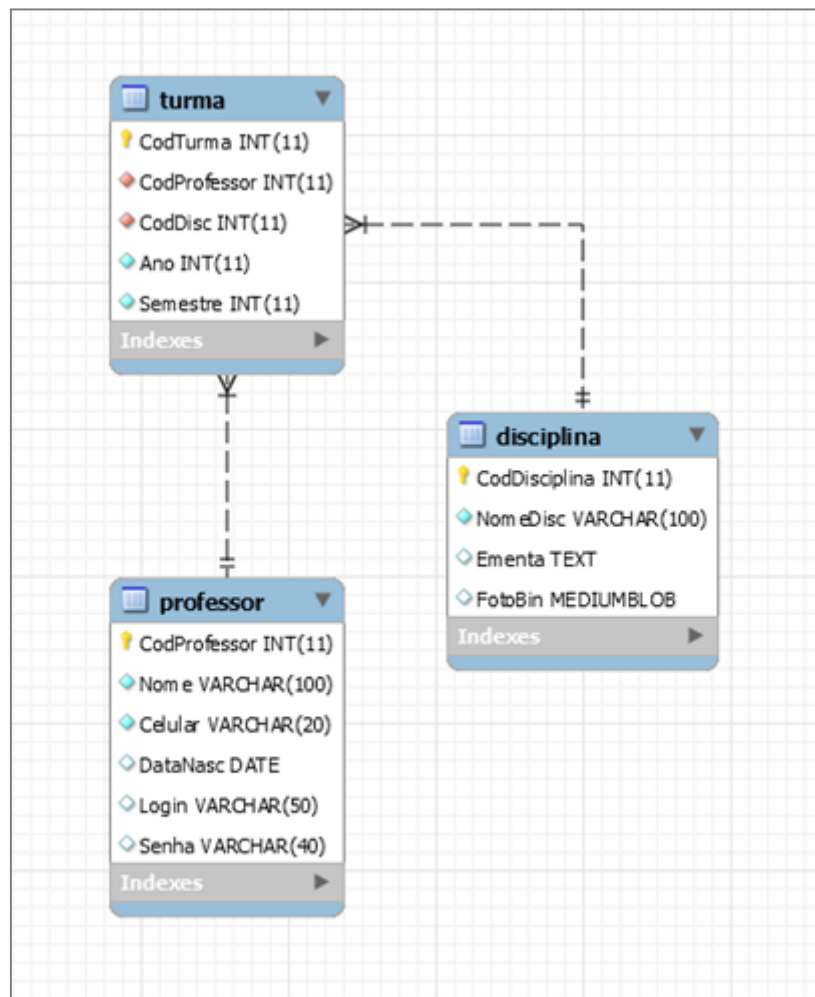 turma
CodTurma INT(11)
CodProfessor INT(11)
CodDisc INT(11)
Ano INT(11)
Semestre INT(11)
Indexes
disciplina
CodDisciplina INT(11)
NomeDisc VARCHAR(100)
Ementa TEXT
FotoBin MEDIUMBLOB
Indexes
professor
CodProfessor INT(11)
Nome VARCHAR(100)
Celular VARCHAR(20)
DataNasc DATE
Login VARCHAR(50)
Senha VARCHAR(40)
Indexes